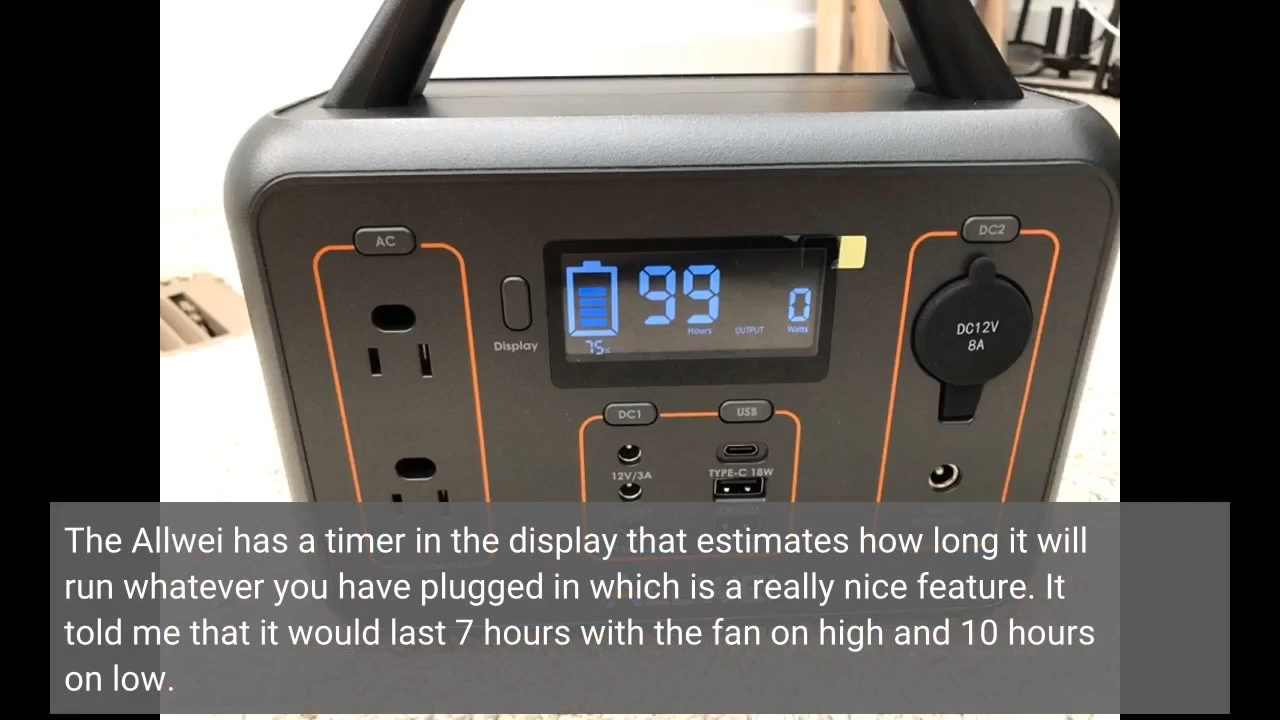 AC
DC2
99
0
Hours
OUTPUT
Watts
75%
Display
DC12V
8A
DC1
USB
12V/3A
TYPE-C 18W
The Allwei has a timer in the display that estimates how long it will
run whatever you have plugged in which is a really nice feature. It
told me that it would last 7 hours with the fan on high and 10 hours
on low.